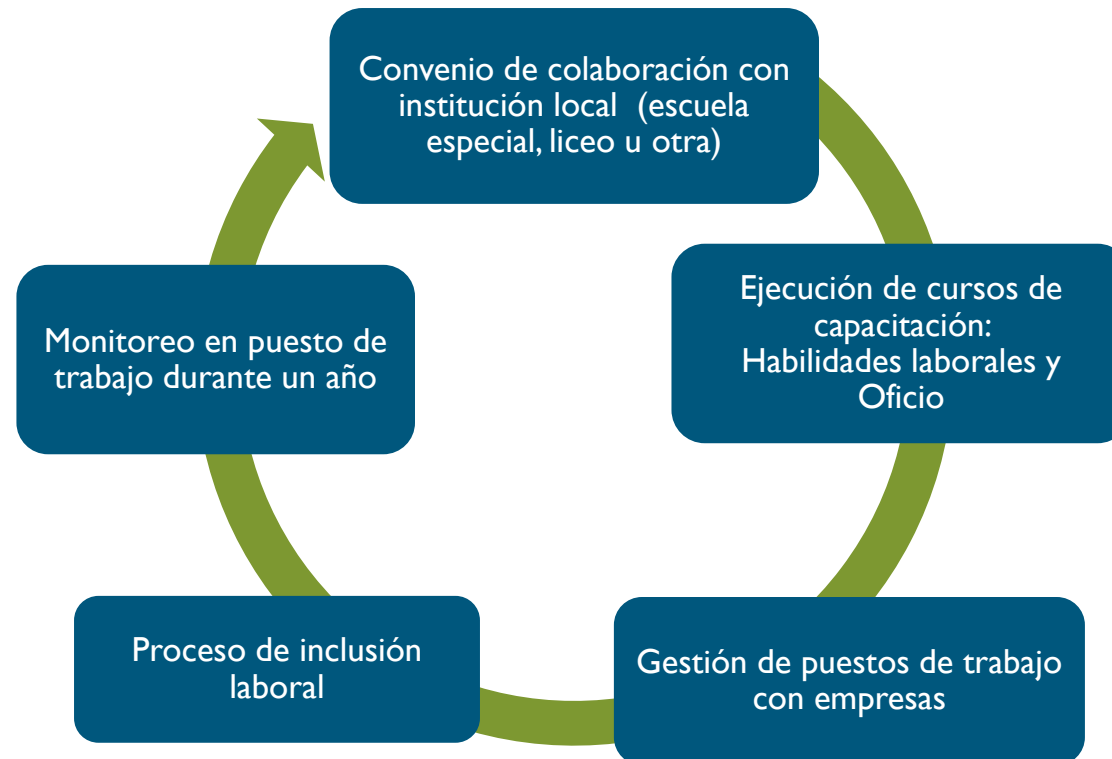 Convenio de colaboración con
institución local (escuela
especial, liceo u otra)
Ejecución de cursos de
capacitación:
Habilidades laborales y
Oficio
Gestión de puestos de trabajo
con empresas
Proceso de inclusión
laboral
Monitoreo en puesto de
trabajo durante un año